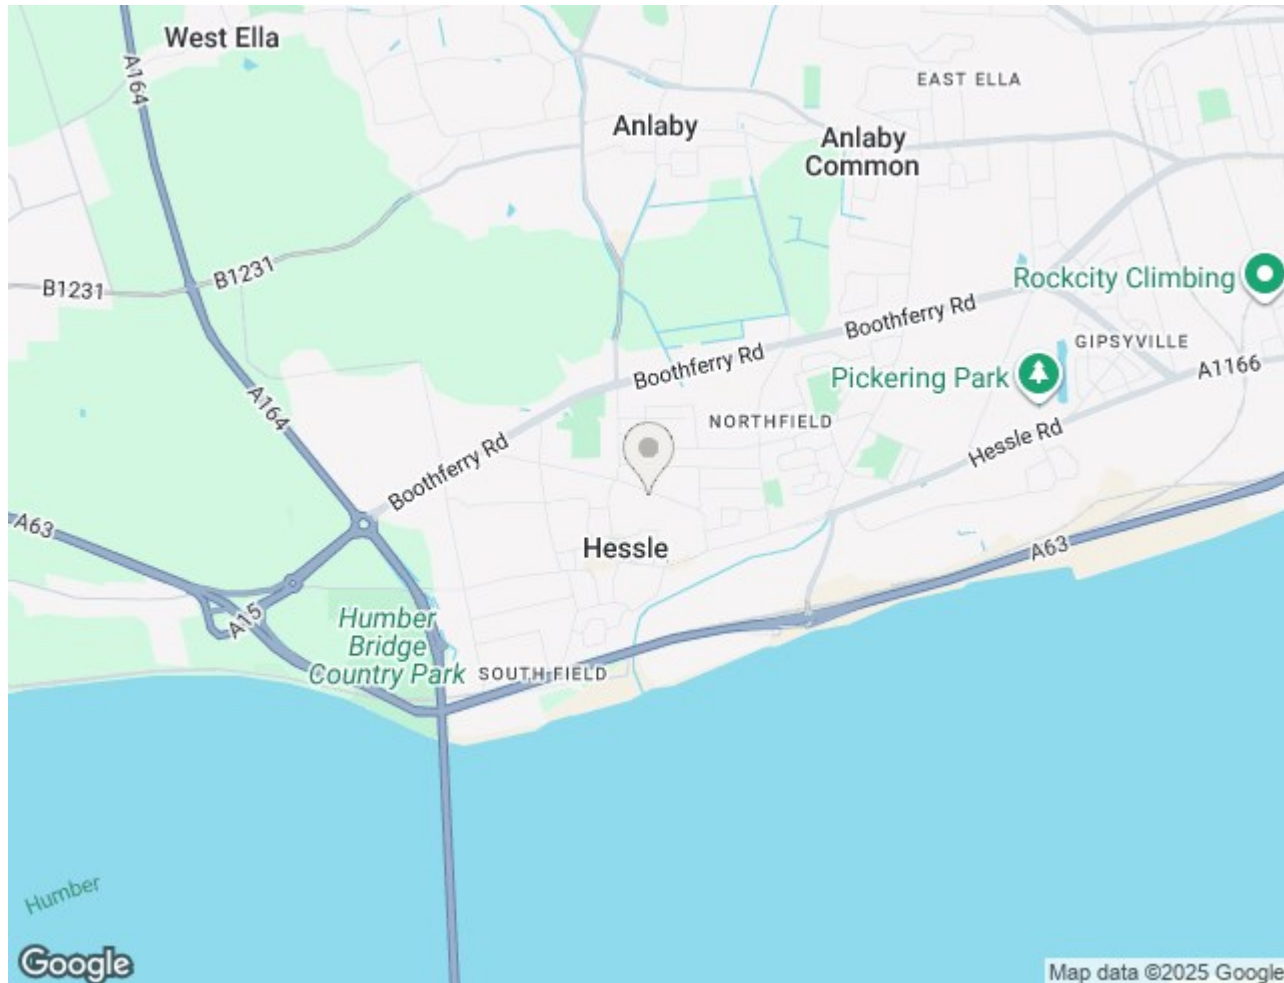 West Ella
A164
EAST ELLA
Anlaby
Anlaby
Common
B1231
B1231
Rockcity Climbing
Boothferry Rd
GIPSYVILLE
Boothferry Rd
Pickering Park
A1166
A164
NORTHFIELD
Hessle Rd
Boothferry Rd
A63
Hessle
A63
A15
Humber
Bridge
Country Park
SOUTH FIELD
Humber
Google
Map data ©2025 Google